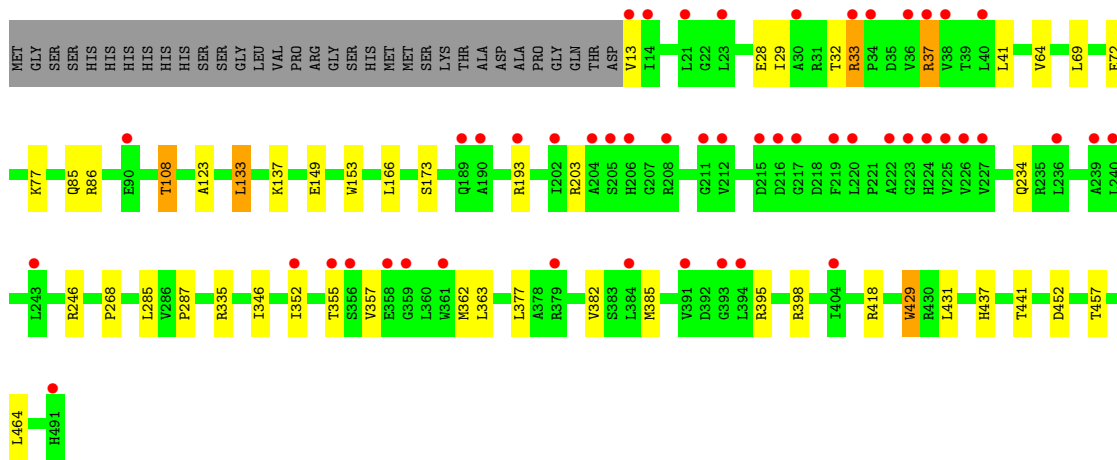 MET GLY SER SER HIS HIS HIS HIS HIS HIS SER SER GLY LEU VAL PRO ARG GLY SER HIS MET MET SER LYS THR ALA ASP ALA PRO GLY GLN THR ASP V13 I14 L21 G22 L23 E28 I29 A30 R31 T32 R33 P34 D35 V36 R37 V38 T39 L40 L41 V64 L69 E72
K77 Q85 R86 E90 T108 A123 L133 K137 E149 W153 L166 S173 Q189 A190 R193 I202 R203 A204 S205 H206 G207 R208 G211 V212 D215 D216 G217 D218 F219 L220 P221 A222 G223 H224 V225 V226 V227 Q234 R235 L236 A239 L240
L243 R246 P268 L285 V286 P287 R335 I346 I352 T355 S356 V357 E358 G359 L360 W361 M362 L363 L377 A378 R379 V382 S383 L384 M385 V391 D392 G393 L394 R395 R398 I404 R418 W429 R430 L431 H437 T441 D452 T457
L464 H491